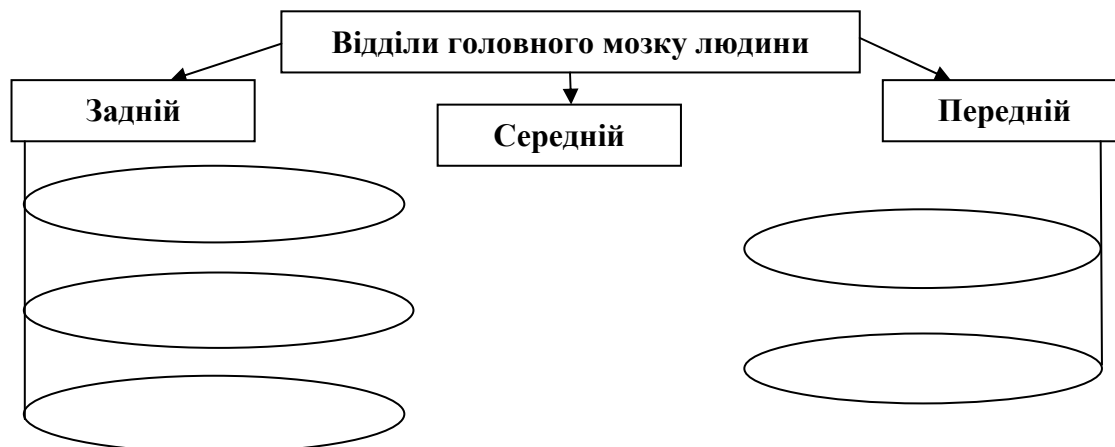 Відділи головного мозку людини
Задній
Середній
Передній